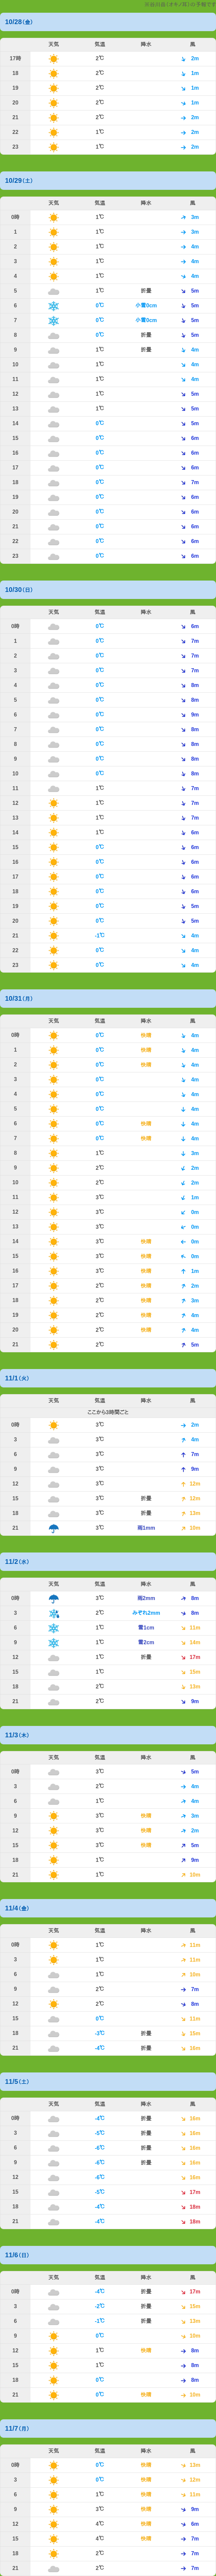 の予報です
10/28(金)
天気 気温 降水 風
17時 2℃ 2m
18 2℃ 1m
19 2℃ 1m
20 2℃ 1m
21 2℃ 2m
22 1℃ 2m
23 1℃ 2m
10/29(土)
天気 気温 降水 風
0時 1℃ 3m
1 1℃ 3m
2 1℃ 4m
3 1℃ 4m
4 1℃ 4m
5 1℃ 折曇 5m
6 0℃ 小雪0cm 5m
7 0℃ 小雪0cm 5m
8 0℃ 折曇 5m
9 1℃ 折曇 4m
10 1℃ 4m
11 1℃ 4m
12 1℃ 5m
13 1℃ 5m
14 0℃ 5m
15 0℃ 6m
16 0℃ 6m
17 0℃ 6m
18 0℃ 7m
19 0℃ 6m
20 0℃ 6m
21 0℃ 6m
22 0℃ 6m
23 0℃ 6m
10/30(日)
天気 気温 降水 風
0時 0℃ 6m
1 0℃ 7m
2 0℃ 7m
3 0℃ 7m
4 0℃ 8m
5 0℃ 8m
6 0℃ 9m
7 0℃ 8m
8 0℃ 8m
9 0℃ 8m
10 0℃ 8m
11 1℃ 7m
12 1℃ 7m
13 1℃ 7m
14 1℃ 6m
15 0℃ 6m
16 0℃ 6m
17 0℃ 6m
18 0℃ 6m
19 0℃ 5m
20 0℃ 5m
21 -1℃ 4m
22 0℃ 4m
23 0℃ 4m
10/31(月)
天気 気温 降水 風
0時 0℃ 快晴 4m
1 0℃ 快晴 4m
2 0℃ 快晴 4m
3 0℃ 4m
4 0℃ 4m
5 0℃ 4m
6 0℃ 快晴 4m
7 0℃ 快晴 4m
8 1℃ 3m
9 2℃ 2m
10 2℃ 2m
11 3℃ 1m
12 3℃ 0m
13 3℃ 0m
14 3℃ 快晴 0m
15 3℃ 快晴 0m
16 3℃ 快晴 1m
17 2℃ 快晴 2m
18 2℃ 快晴 3m
19 2℃ 快晴 4m
20 2℃ 快晴 4m
21 2℃ 5m
11/1(火)
天気 気温 降水 風
ここから3時間ごと
0時 3℃ 2m
3 3℃ 4m
6 3℃ 7m
9 3℃ 9m
12 3℃ 12m
15 3℃ 折曇 12m
18 3℃ 折曇 12m
21 3℃ 雨1mm 10m
11/2(水)
天気 気温 降水 風
0時 3℃ 雨2mm 8m
3 2℃ みぞれ2mm 8m
6 1℃ 雪1cm 11m
9 1℃ 雪2cm 14m
12 1℃ 折曇 17m
15 1℃ 15m
18 2℃ 13m
21 2℃ 9m
11/3(木)
天気 気温 降水 風
0時 3℃ 5m
3 2℃ 4m
6 1℃ 4m
9 3℃ 快晴 3m
12 3℃ 快晴 2m
15 3℃ 快晴 5m
18 1℃ 9m
21 1℃ 10m
11/4(金)
天気 気温 降水 風
0時 1℃ 11m
3 1℃ 11m
6 1℃ 10m
9 2℃ 7m
12 2℃ 8m
15 0℃ 11m
18 -3℃ 折曇 15m
21 -4℃ 折曇 16m
11/5(土)
天気 気温 降水 風
0時 -4℃ 折曇 16m
3 -5℃ 折曇 16m
6 -6℃ 折曇 16m
9 -6℃ 折曇 16m
12 -6℃ 16m
15 -5℃ 17m
18 -4℃ 18m
21 -4℃ 18m
11/6(日)
天気 気温 降水 風
0時 -4℃ 折曇 17m
3 -2℃ 折曇 15m
6 -1℃ 折曇 13m
9 0℃ 10m
12 1℃ 快晴 8m
15 1℃ 8m
18 0℃ 8m
21 0℃ 快晴 10m
11/7(月)
天気 気温 降水 風
0時 0℃ 快晴 13m
3 0℃ 快晴 12m
6 1℃ 快晴 11m
9 3℃ 快晴 9m
12 4℃ 快晴 6m
15 4℃ 快晴 7m
18 2℃ 7m
21 2℃ 7m